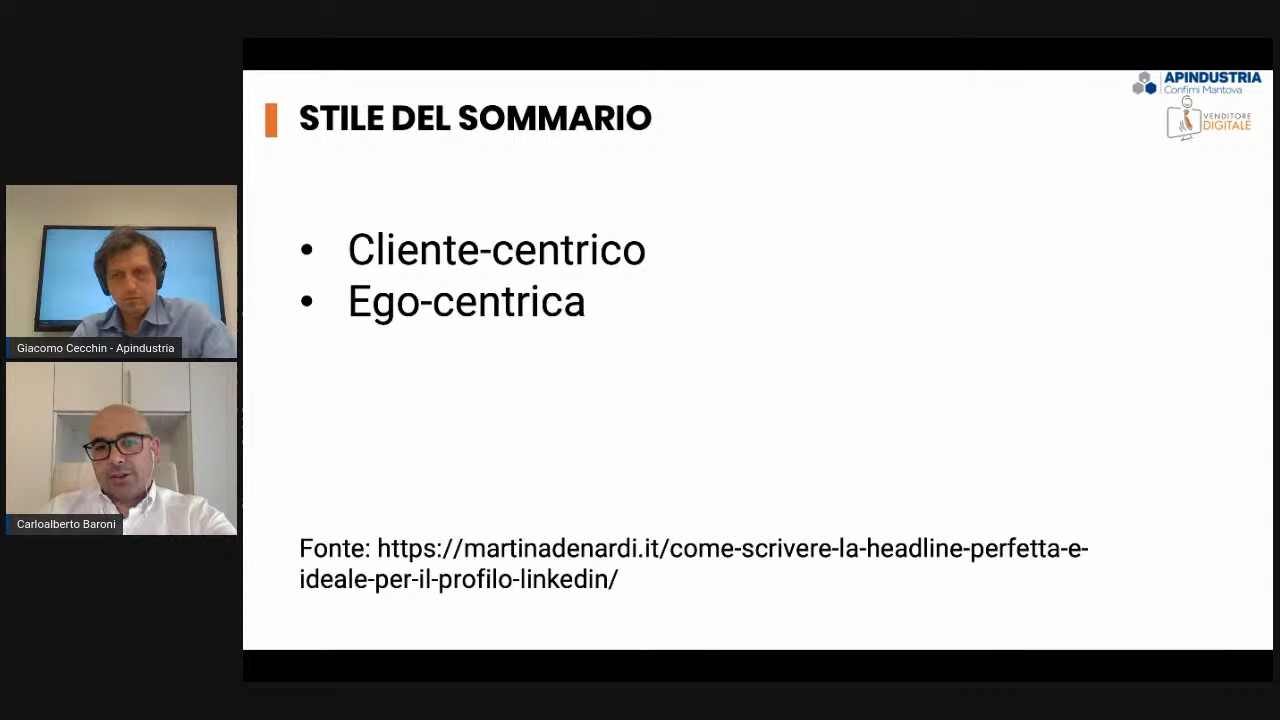 APINDUSTRIA
Confimi Mantova
VENDITORE
DIGITALE
STILE DEL SOMMARIO
• Cliente-centrico
• Ego-centrica
Fonte: https://martinadenardi.it/come-scrivere-la-headline-perfetta-e-
ideale-per-il-profilo-linkedin/
Giacomo Cecchin - Apindustria
Carloalberto Baroni